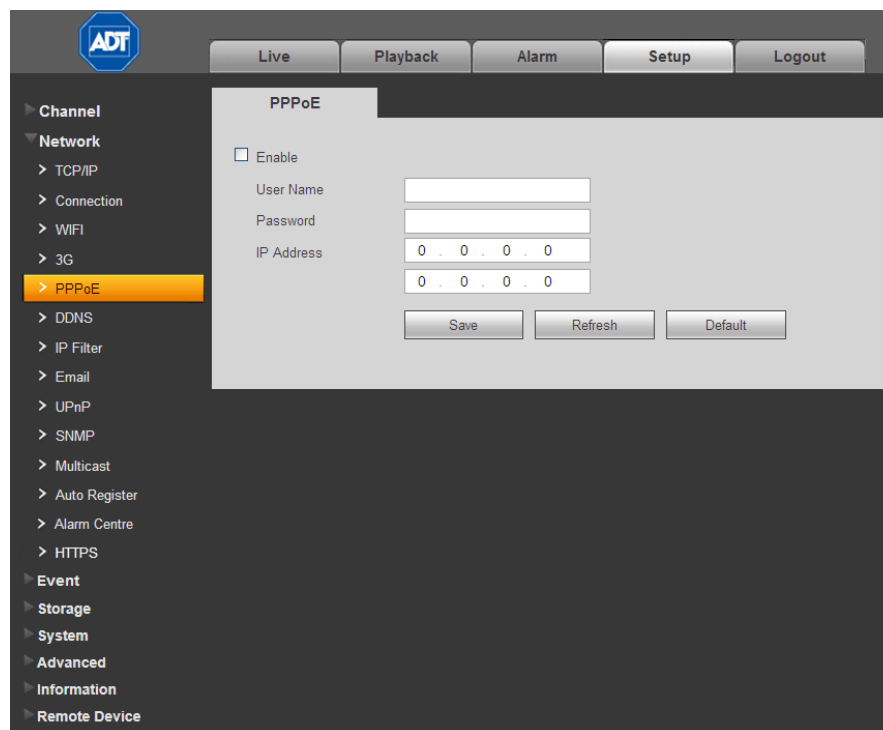 ADT
Live Playback Alarm Setup Logout
Channel
Network
TCP/IP
Connection
WIFI
3G
PPPoE
DDNS
IP Filter
Email
UPnP
SNMP
Multicast
Auto Register
Alarm Centre
HTTPS
Event
Storage
System
Advanced
Information
Remote Device
PPPoE
Enable
User Name
Password
IP Address 0 . 0 . 0 . 0
0 . 0 . 0 . 0
Save Refresh Default